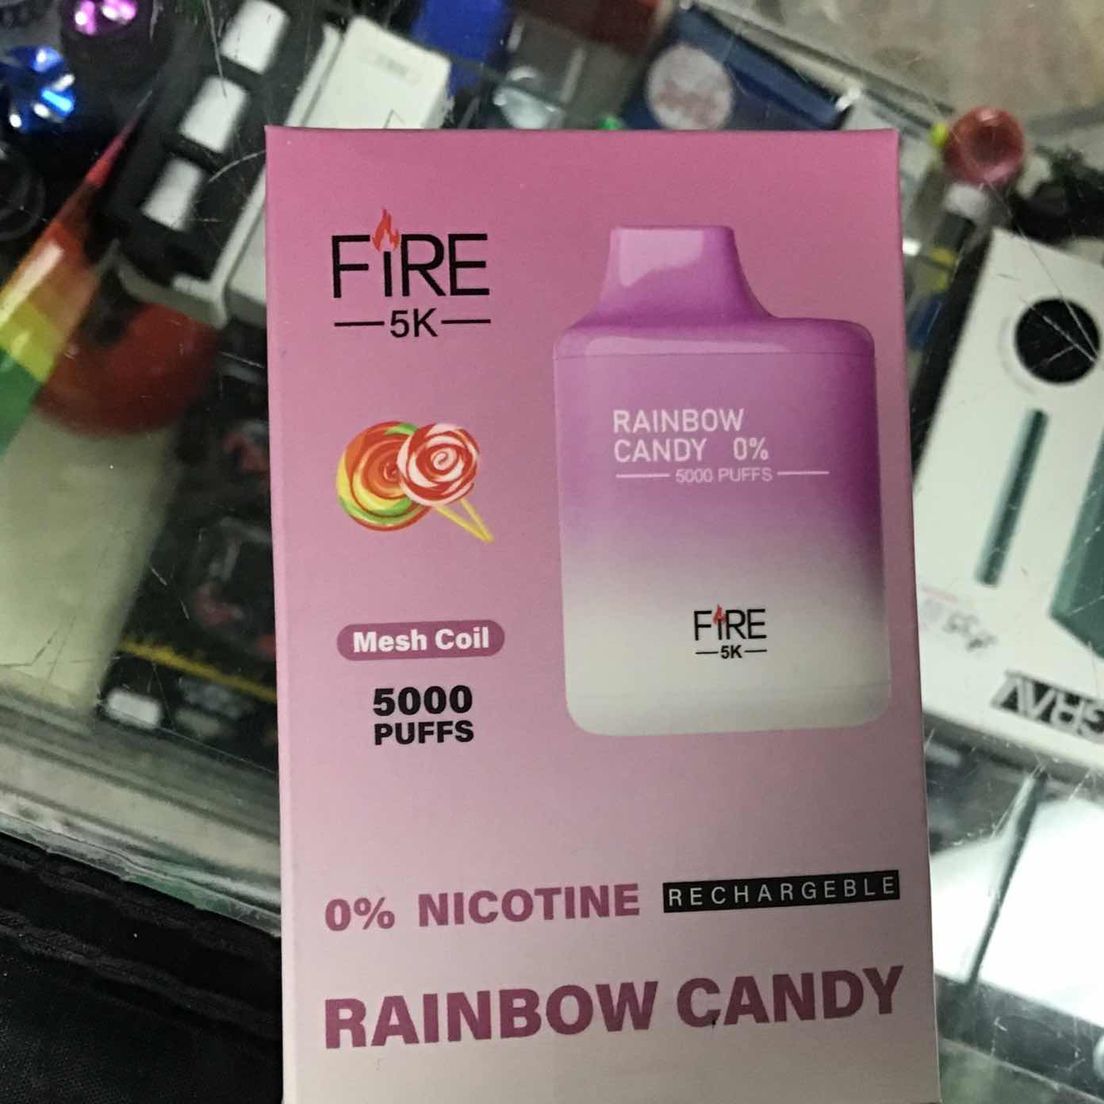 FIRE
5K
RAINBOW
CANDY 0%
5000 PUFFS
FIRE
5K
Mesh Coil
5000
PUFFS
0% NICOTINE RECHARGEBLE
RAINBOW CANDY